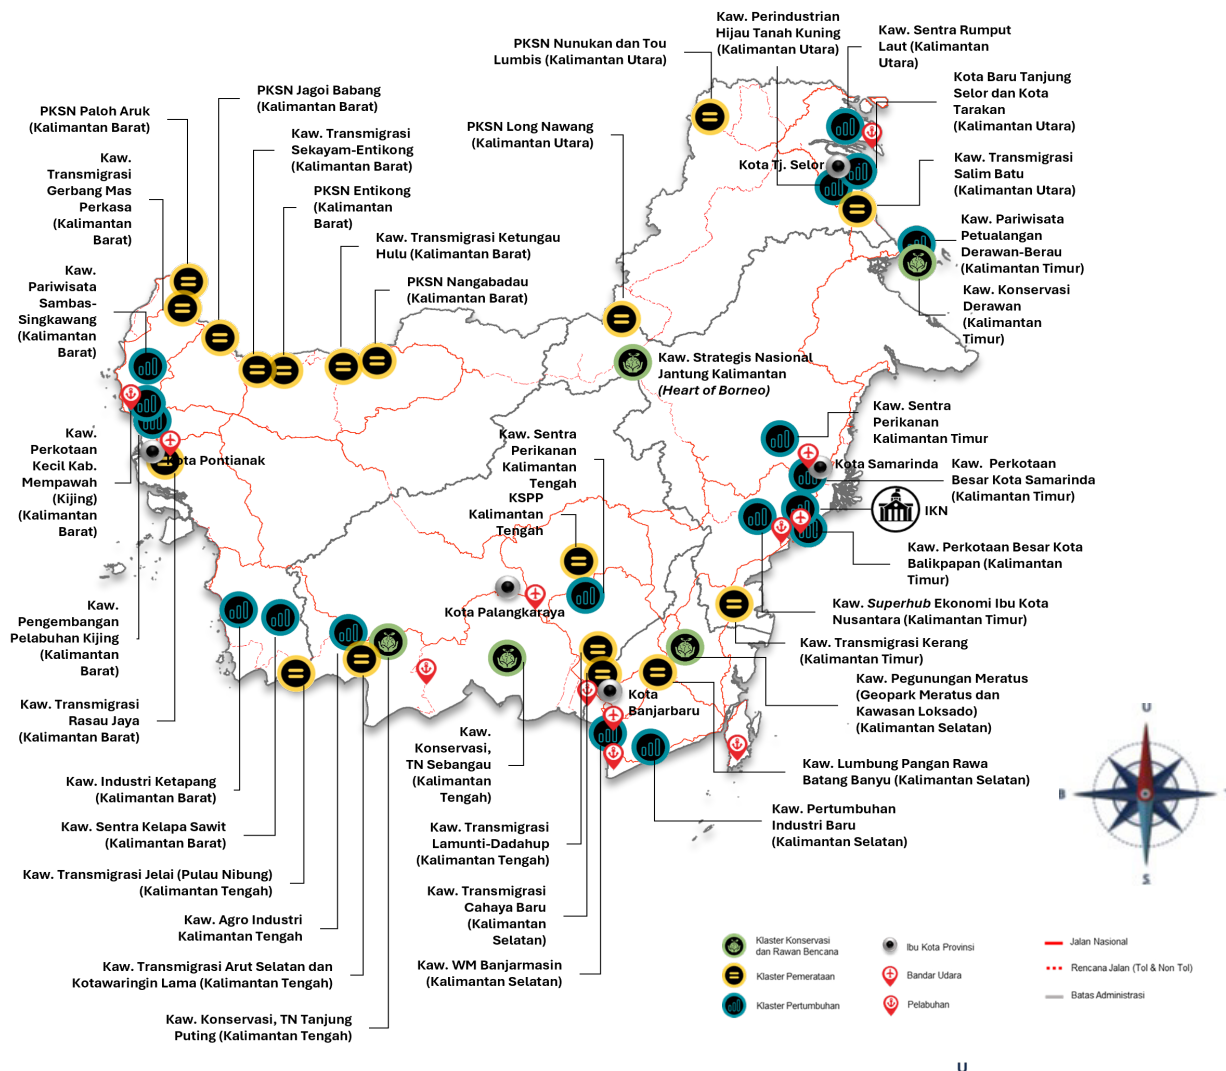 Kaw. Perindustrian
Hijau Tanah Kuning
(Kalimantan Utara)
Kaw. Sentra Rumput
Laut (Kalimantan
Utara)
PKSN Nunukan dan Tou
Lumbis (Kalimantan Utara)
Kota Baru Tanjung
Selor dan Kota
Tarakan
(Kalimantan Utara)
PKSN Jagoi Babang
(Kalimantan Barat)
PKSN Paloh Aruk
(Kalimantan Barat)
Kaw. Transmigrasi
Sekayam-Entikong
(Kalimantan Barat)
PKSN Long Nawang
(Kalimantan Utara)
Kaw.
Transmigrasi
Gerbang Mas
Perkasa
(Kalimantan
Barat)
Kota Tj. Selor
Kaw. Transmigrasi
Salim Batu
(Kalimantan Utara)
PKSN Entikong
(Kalimantan
Barat)
Kaw. Pariwisata
Petualangan
Derawan-Berau
(Kalimantan Timur)
Kaw. Transmigrasi Ketungau
Hulu (Kalimantan Barat)
Kaw.
Pariwisata
Sambas-
Singkawang
(Kalimantan
Barat)
PKSN Nangabadau
(Kalimantan Barat)
Kaw. Konservasi
Derawan
(Kalimantan
Timur)
Kaw. Strategis Nasional
Jantung Kalimantan
(Heart of Borneo)
Kaw. Sentra
Perikanan
Kalimantan Timur
Kaw.
Perkotaan
Kecil Kab.
Mempawah
(Kijing)
(Kalimantan
Barat)
Kota Pontianak
Kaw. Sentra
Perikanan
Kalimantan
Tengah
Kota Samarinda
Kaw. Perkotaan
Besar Kota Samarinda
(Kalimantan Timur)
KSPP
Kalimantan
Tengah
IKN
Kaw. Perkotaan Besar Kota
Balikpapan (Kalimantan
Timur)
Kota Palangkaraya
Kaw.
Pengembangan
Pelabuhan Kijing
(Kalimantan
Barat)
Kaw. Superhub Ekonomi Ibu Kota
Nusantara (Kalimantan Timur)
Kaw. Transmigrasi Kerang
(Kalimantan Timur)
Kaw. Pegunungan Meratus
(Geopark Meratus dan
Kawasan Loksado)
(Kalimantan Selatan)
Kota
Banjarbaru
Kaw. Transmigrasi
Rasau Jaya
(Kalimantan Barat)
Kaw.
Konservasi,
TN Sebangau
(Kalimantan
Tengah)
Kaw. Lumbung Pangan Rawa
Batang Banyu (Kalimantan Selatan)
Kaw. Industri Ketapang
(Kalimantan Barat)
Kaw. Pertumbuhan
Industri Baru
(Kalimantan Selatan)
Kaw. Sentra Kelapa Sawit
(Kalimantan Barat)
Kaw. Transmigrasi
Lamunti-Dadahup
(Kalimantan Tengah)
Kaw. Transmigrasi Jelai (Pulau Nibung)
(Kalimantan Tengah)
Kaw. Transmigrasi
Cahaya Baru
(Kalimantan
Selatan)
Kaw. Agro Industri
Kalimantan Tengah
Kaw. Transmigrasi Arut Selatan dan
Kotawaringin Lama (Kalimantan Tengah)
Kaw. WM Banjarmasin
(Kalimantan Selatan)
Kaw. Konservasi, TN Tanjung
Puting (Kalimantan Tengah)
U
B
S
Klaster Konservasi
dan Rawan Bencana
Klaster Pemerataan
Klaster Pertumbuhan
Ibu Kota Provinsi
Bandar Udara
Pelabuhan
Jalan Nasional
Rencana Jalan (Tol & Non Tol)
Batas Administrasi
U